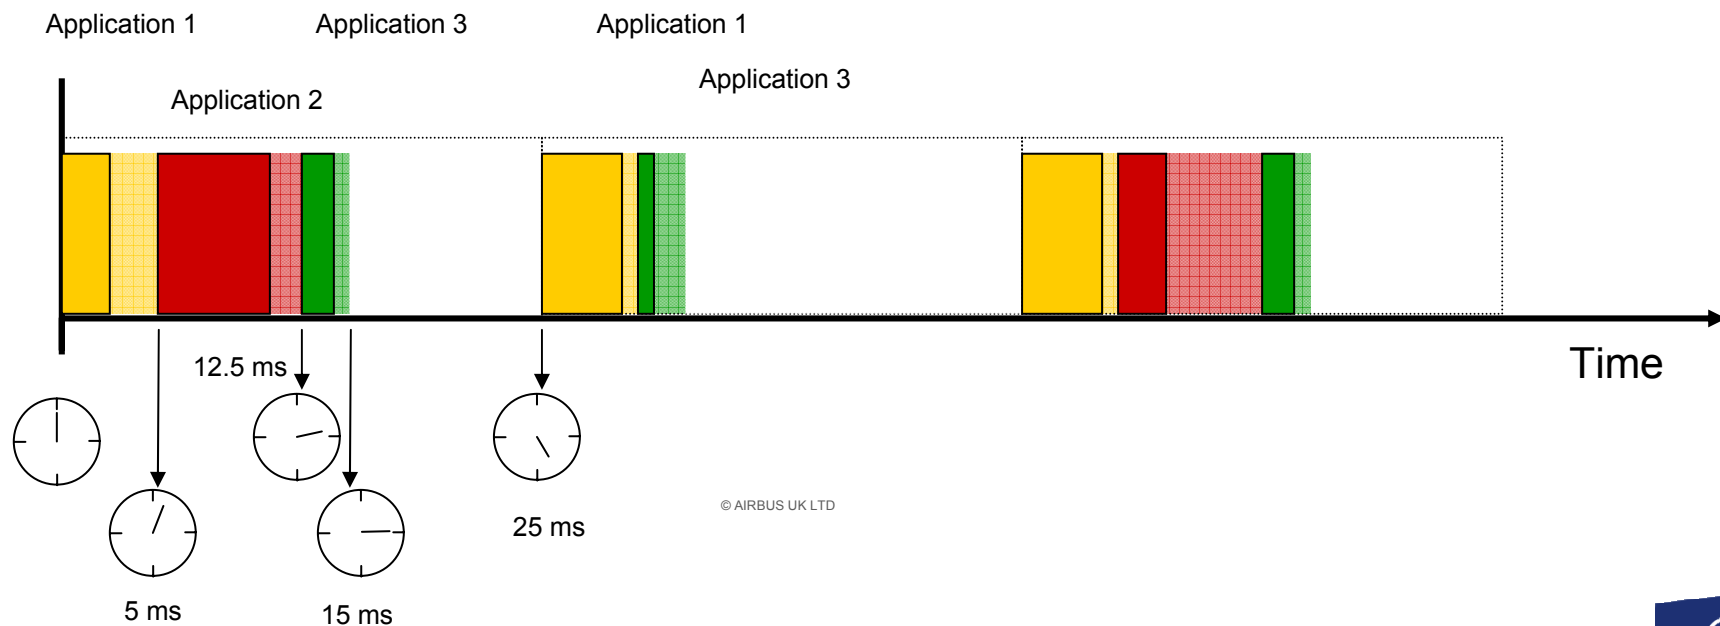 Application 1
Application 3
Application 1
Application 3
Application 2
12.5 ms
Time
© AIRBUS UK LTD
25 ms
5 ms
15 ms